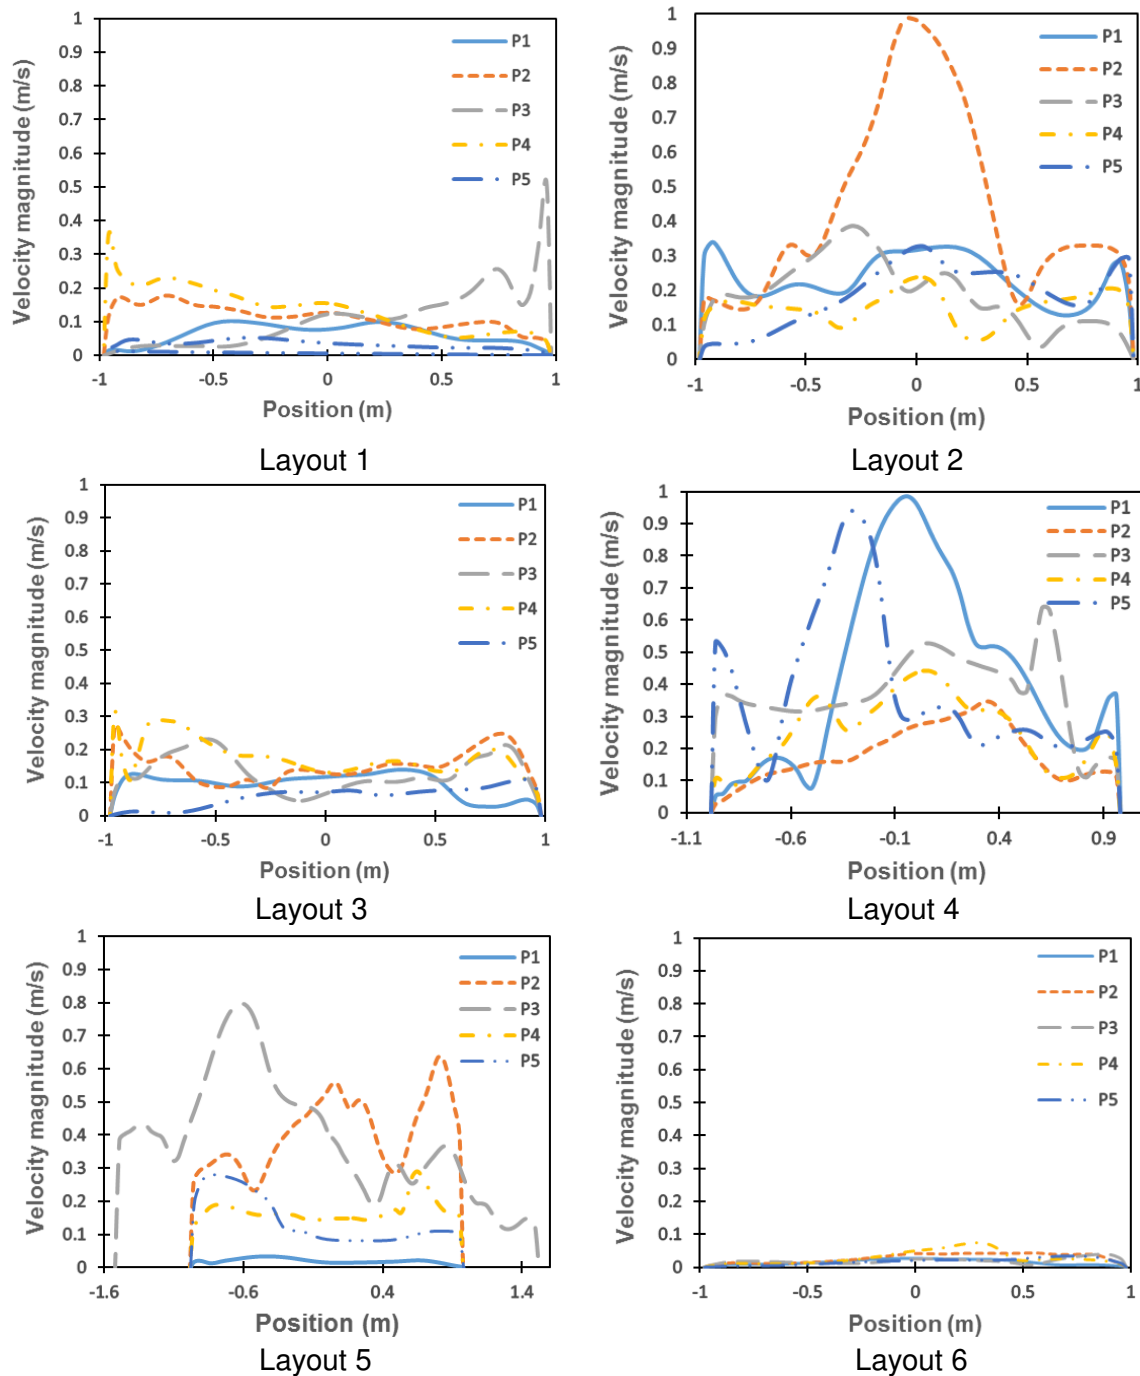 Velocity magnitude (m/s)
1
0.9
0.8
0.7
0.6
0.5
0.4
0.3
0.2
0.1
0
-1
-0.5
0
0.5
1
Position (m)
P1
P2
P3
P4
P5
Layout 1
Velocity magnitude (m/s)
1
0.9
0.8
0.7
0.6
0.5
0.4
0.3
0.2
0.1
0
-1
-0.5
0
0.5
1
Position (m)
P1
P2
P3
P4
P5
Layout 2
Velocity magnitude (m/s)
1
0.9
0.8
0.7
0.6
0.5
0.4
0.3
0.2
0.1
0
-1
-0.5
0
0.5
1
Position (m)
P1
P2
P3
P4
P5
Layout 3
Velocity magnitude (m/s)
1
0.9
0.8
0.7
0.6
0.5
0.4
0.3
0.2
0.1
0
-1.1
-0.6
-0.1
0.4
0.9
Position (m)
P1
P2
P3
P4
P5
Layout 4
Velocity magnitude (m/s)
1
0.9
0.8
0.7
0.6
0.5
0.4
0.3
0.2
0.1
0
-1.6
-0.6
0.4
1.4
Position (m)
P1
P2
P3
P4
P5
Layout 5
Velocity magnitude (m/s)
1
0.9
0.8
0.7
0.6
0.5
0.4
0.3
0.2
0.1
0
-1
-0.5
0
0.5
1
Position (m)
P1
P2
P3
P4
P5
Layout 6